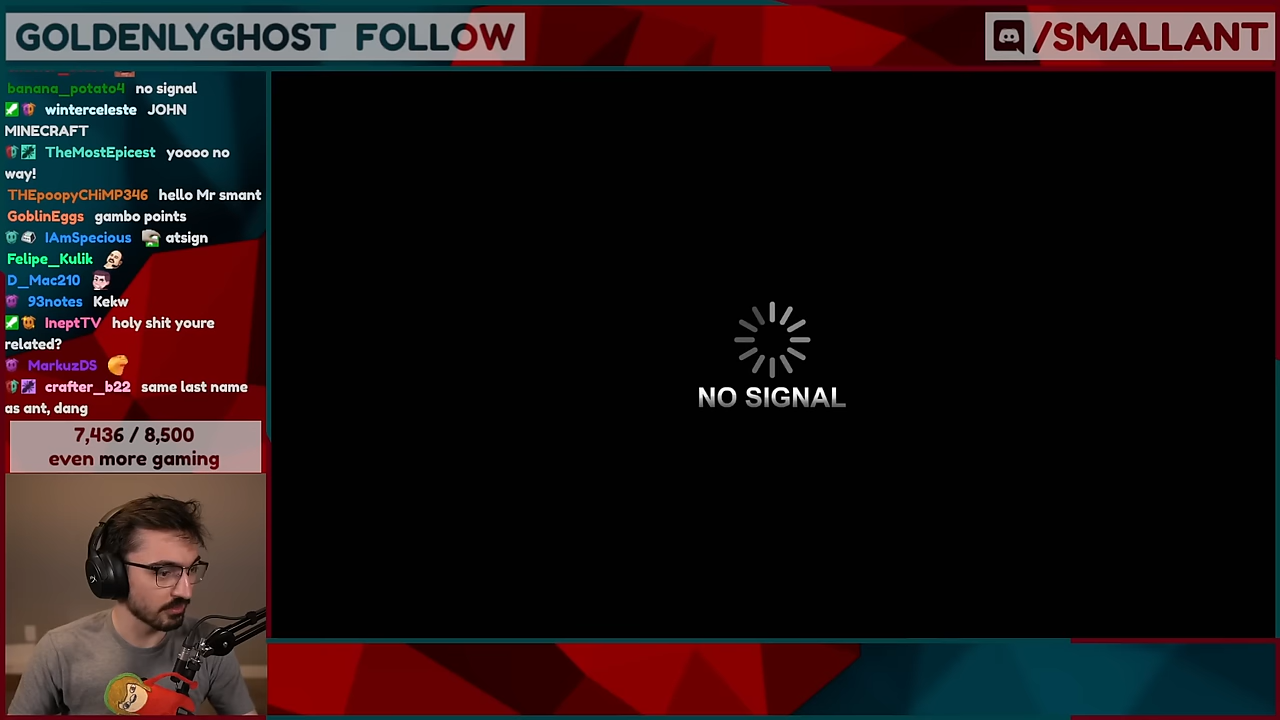 GOLDENLYGHOST FOLLOW
/SMALLANT
banana_potato4 no signal
winterceleste JOHN
MINECRAFT
TheMostEpicest yoooo no
way!
THEpoopyCHiMP346 hello Mr smant
GoblinEggs gambo points
IAmSpecious atsign
Felipe_Kulik
D_Mac210
93notes Kekw
IneptTV holy shit youre
related?
MarkuzDS
crafter_b22 same last name
as ant, dang
7,436 / 8,500
even more gaming
NO SIGNAL